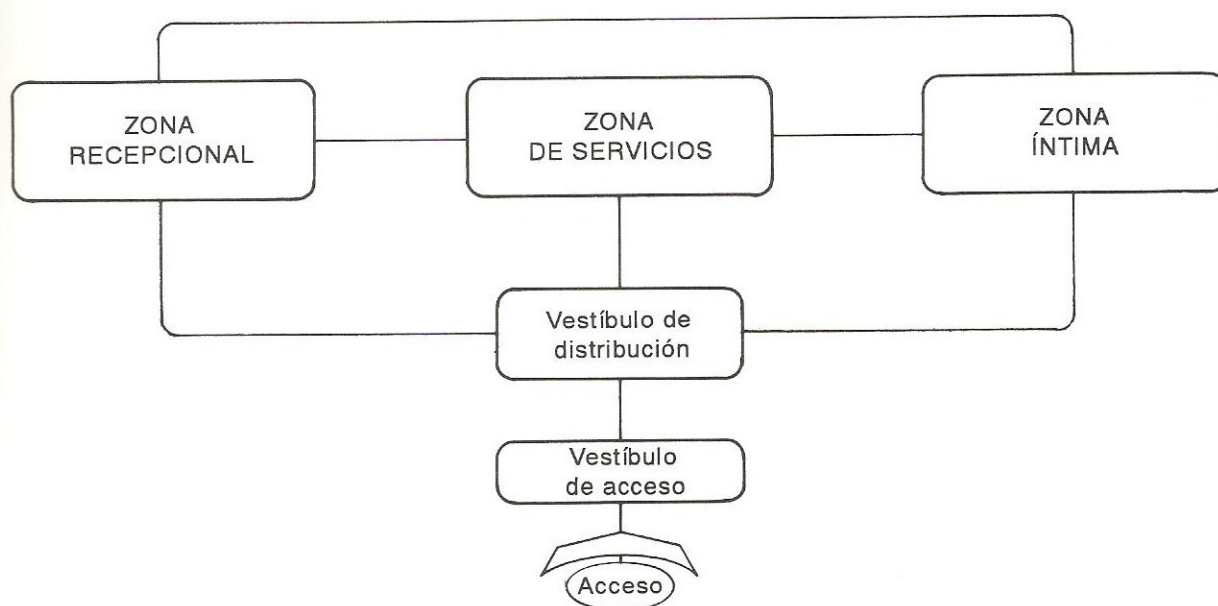 ZONA
RECEPCIONAL
ZONA
DE SERVICIOS
ZONA
ÍNTIMA
Vestíbulo de
distribución
Vestíbulo
de acceso
Acceso